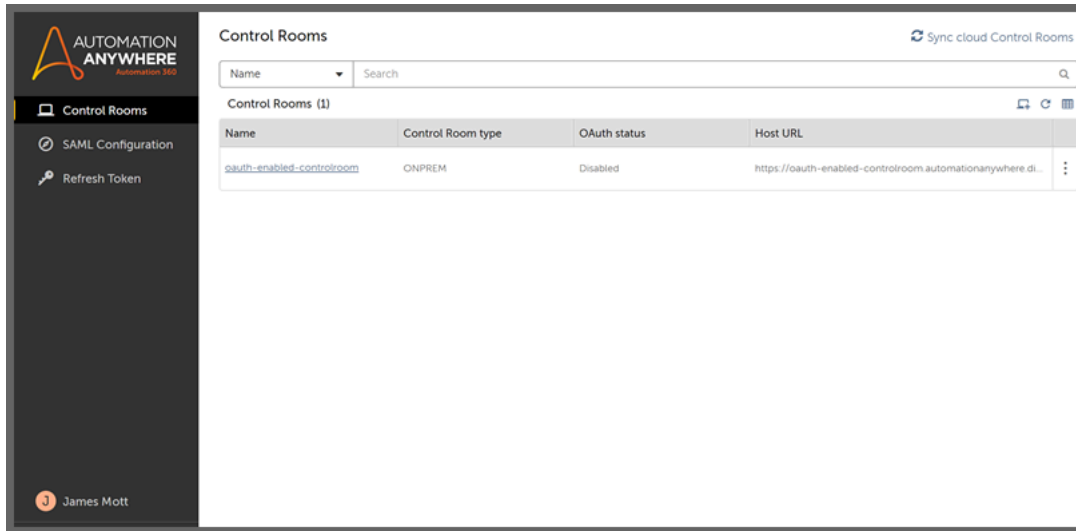 AUTOMATION
ANYWHERE
Automation 360
Control Rooms
SAML Configuration
Refresh Token
J James Mott
Control Rooms
Sync cloud Control Rooms
Name Search
Control Rooms (1)
Name Control Room type OAuth status Host URL
oauth-enabled-controlroom ONPREM Disabled https://oauth-enabled-controlroom.automationanywhere.di...